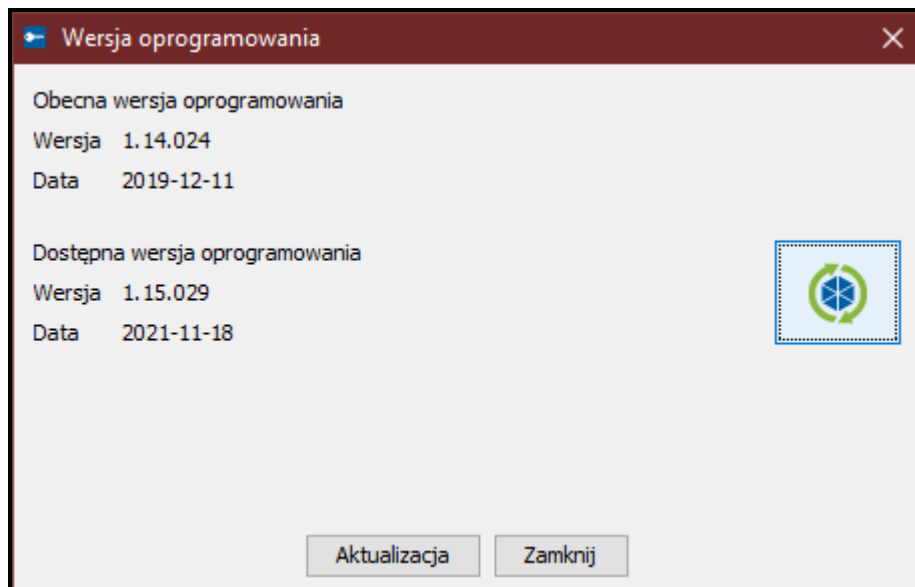 Wersja oprogramowania
Obecna wersja oprogramowania
Wersja 1.14.024
Data 2019-12-11
Dostępna wersja oprogramowania
Wersja 1.15.029
Data 2021-11-18
Aktualizacja Zamknij